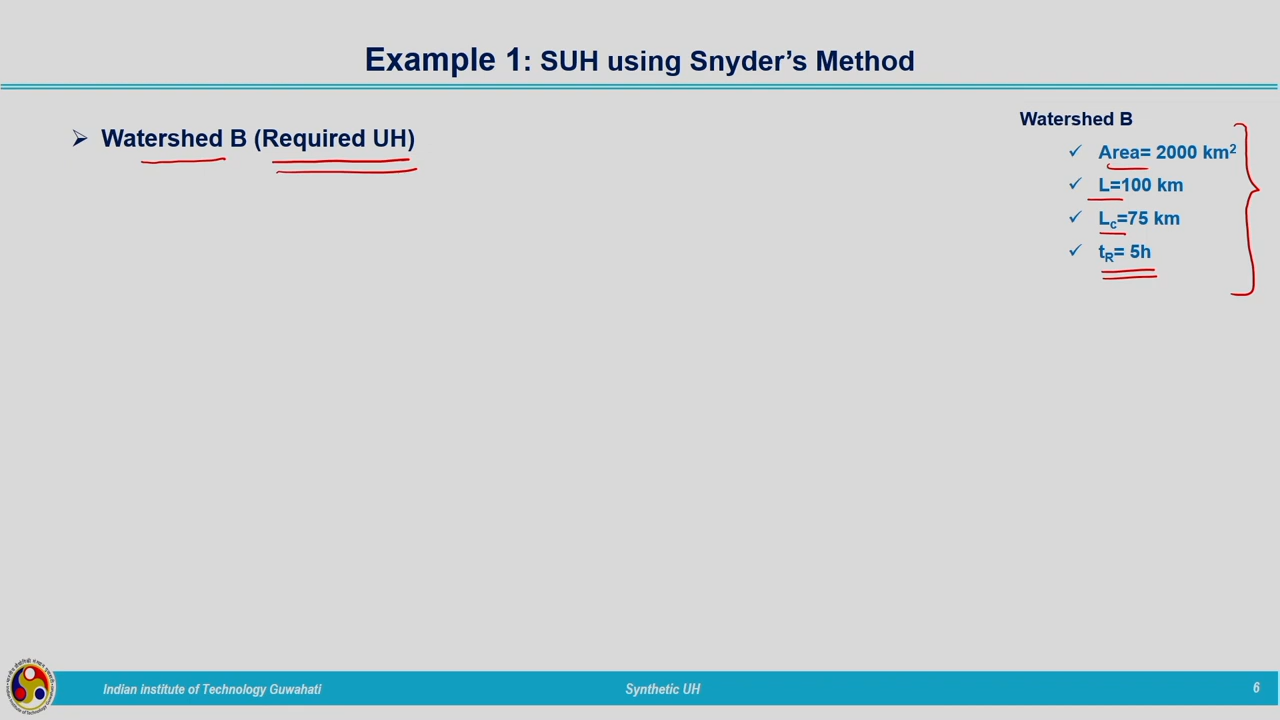 Example 1: SUH using Snyder’s Method
➢ Watershed B (Required UH)
Watershed B
✓ Area= 2000 km²
✓ L=100 km
✓ Lc=75 km
✓ tR= 5h
Indian institute of Technology Guwahati
Synthetic UH
6